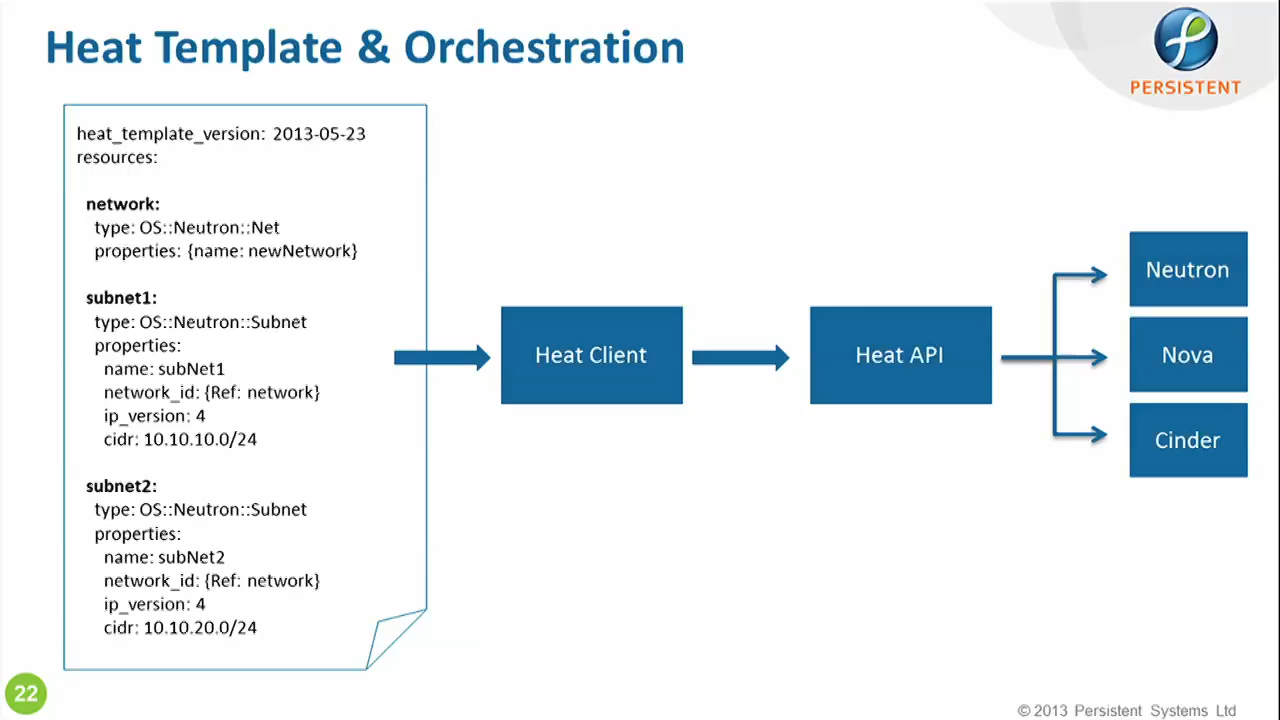 Heat Template & Orchestration
PERSISTENT
heat_template_version: 2013-05-23
resources:
network:
type: OS::Neutron::Net
properties: {name: newNetwork}
subnet1:
type: OS::Neutron::Subnet
properties:
name: subNet1
network_id: {Ref: network}
ip_version: 4
cidr: 10.10.10.0/24
subnet2:
type: OS::Neutron::Subnet
properties:
name: subNet2
network_id: {Ref: network}
ip_version: 4
cidr: 10.10.20.0/24
Heat Client
Heat API
Neutron
Nova
Cinder
22
© 2013 Persistent Systems Ltd